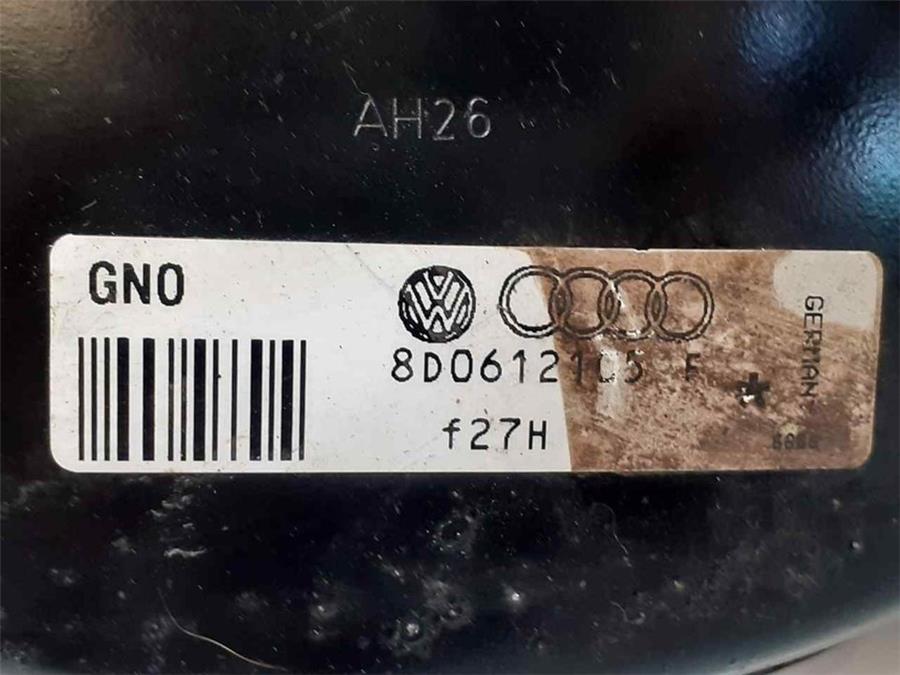 AH26
GNO
8D0612105 F
GERMANY
f27H
*